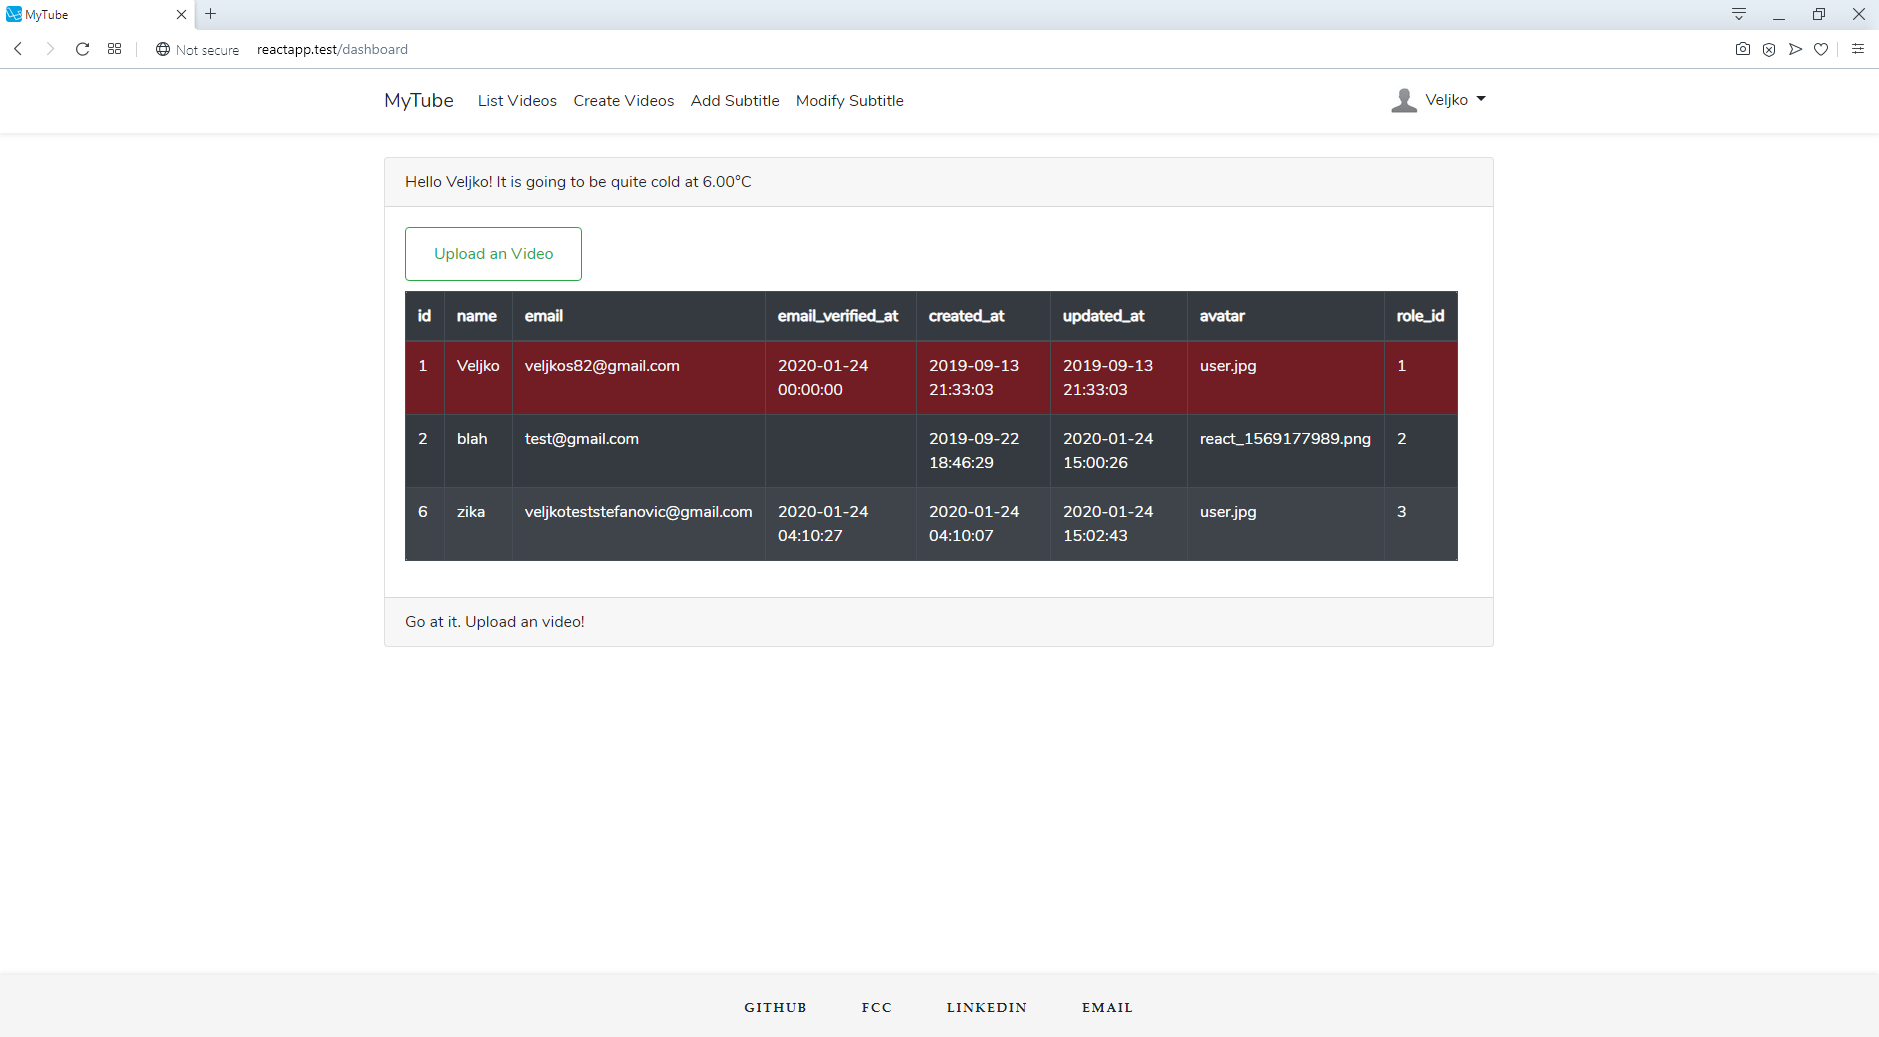 MyTube
Not secure reactapp.test/dashboard
MyTube List Videos Create Videos Add Subtitle Modify Subtitle Veljko
Hello Veljko! It is going to be quite cold at 6.00°C
Upload an Video
id name email email_verified_at created_at updated_at avatar role_id
1 Veljko veljkos82@gmail.com 2020-01-24 2019-09-13 2019-09-13 user.jpg 1
00:00:00 21:33:03 21:33:03
2 blah test@gmail.com 2019-09-22 2020-01-24 react_1569177989.png 2
18:46:29 15:00:26
6 zika veljkoteststefanovic@gmail.com 2020-01-24 2020-01-24 2020-01-24 user.jpg 3
04:10:27 04:10:07 15:02:43
Go at it. Upload an video!
GITHUB FCC LINKEDIN EMAIL